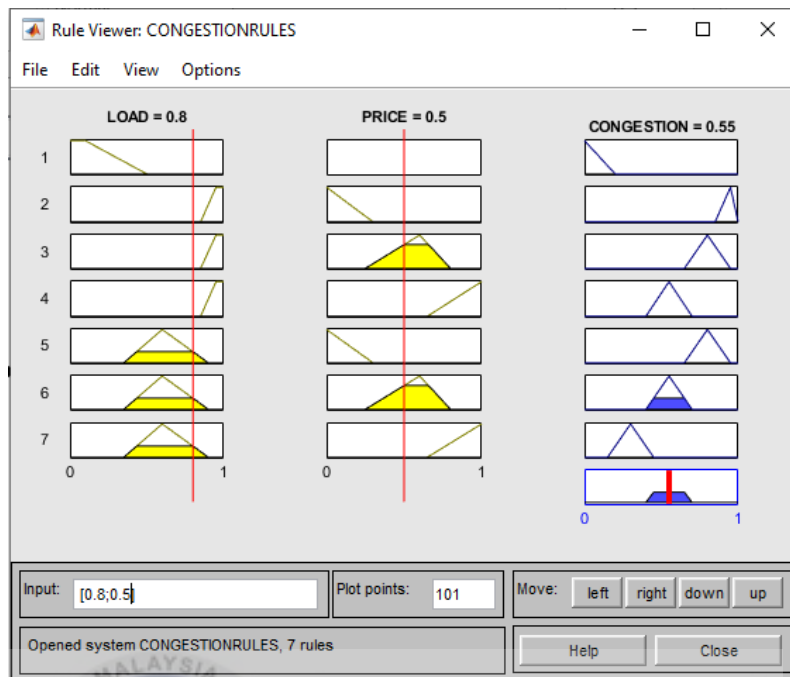 Rule Viewer: CONGESTIONRULES
File Edit View Options
LOAD = 0.8 PRICE = 0.5 CONGESTION = 0.55
1
2
3
4
5
6
7
0 1 0 1
0 1
Input: [0.8;0.5] Plot points: 101 Move: left right down up
Opened system CONGESTIONRULES, 7 rules Help Close
MALAYSIA